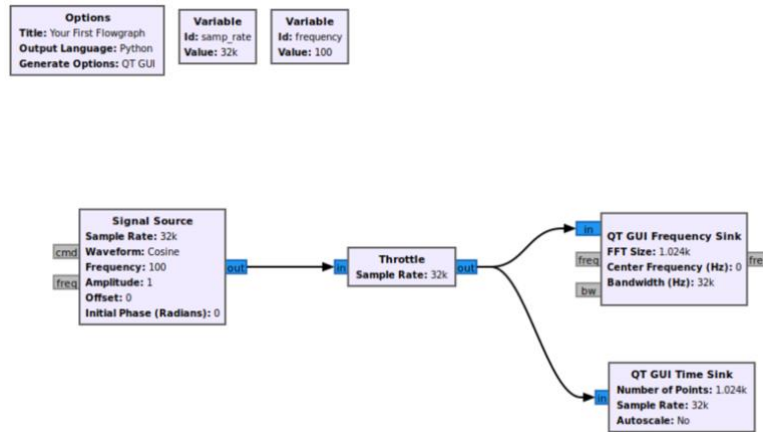 Options
Title: Your First Flowgraph
Output Language: Python
Generate Options: QT GUI
Variable
Id: samp_rate
Value: 32k
Variable
Id: frequency
Value: 100
Signal Source
Sample Rate: 32k
Waveform: Cosine
Frequency: 100
Amplitude: 1
Offset: 0
Initial Phase (Radians): 0
cmd
freq
out
Throttle
Sample Rate: 32k
in
out
QT GUI Frequency Sink
FFT Size: 1.024k
Center Frequency (Hz): 0
Bandwidth (Hz): 32k
in
freq
bw
fre
QT GUI Time Sink
Number of Points: 1.024k
Sample Rate: 32k
Autoscale: No
in